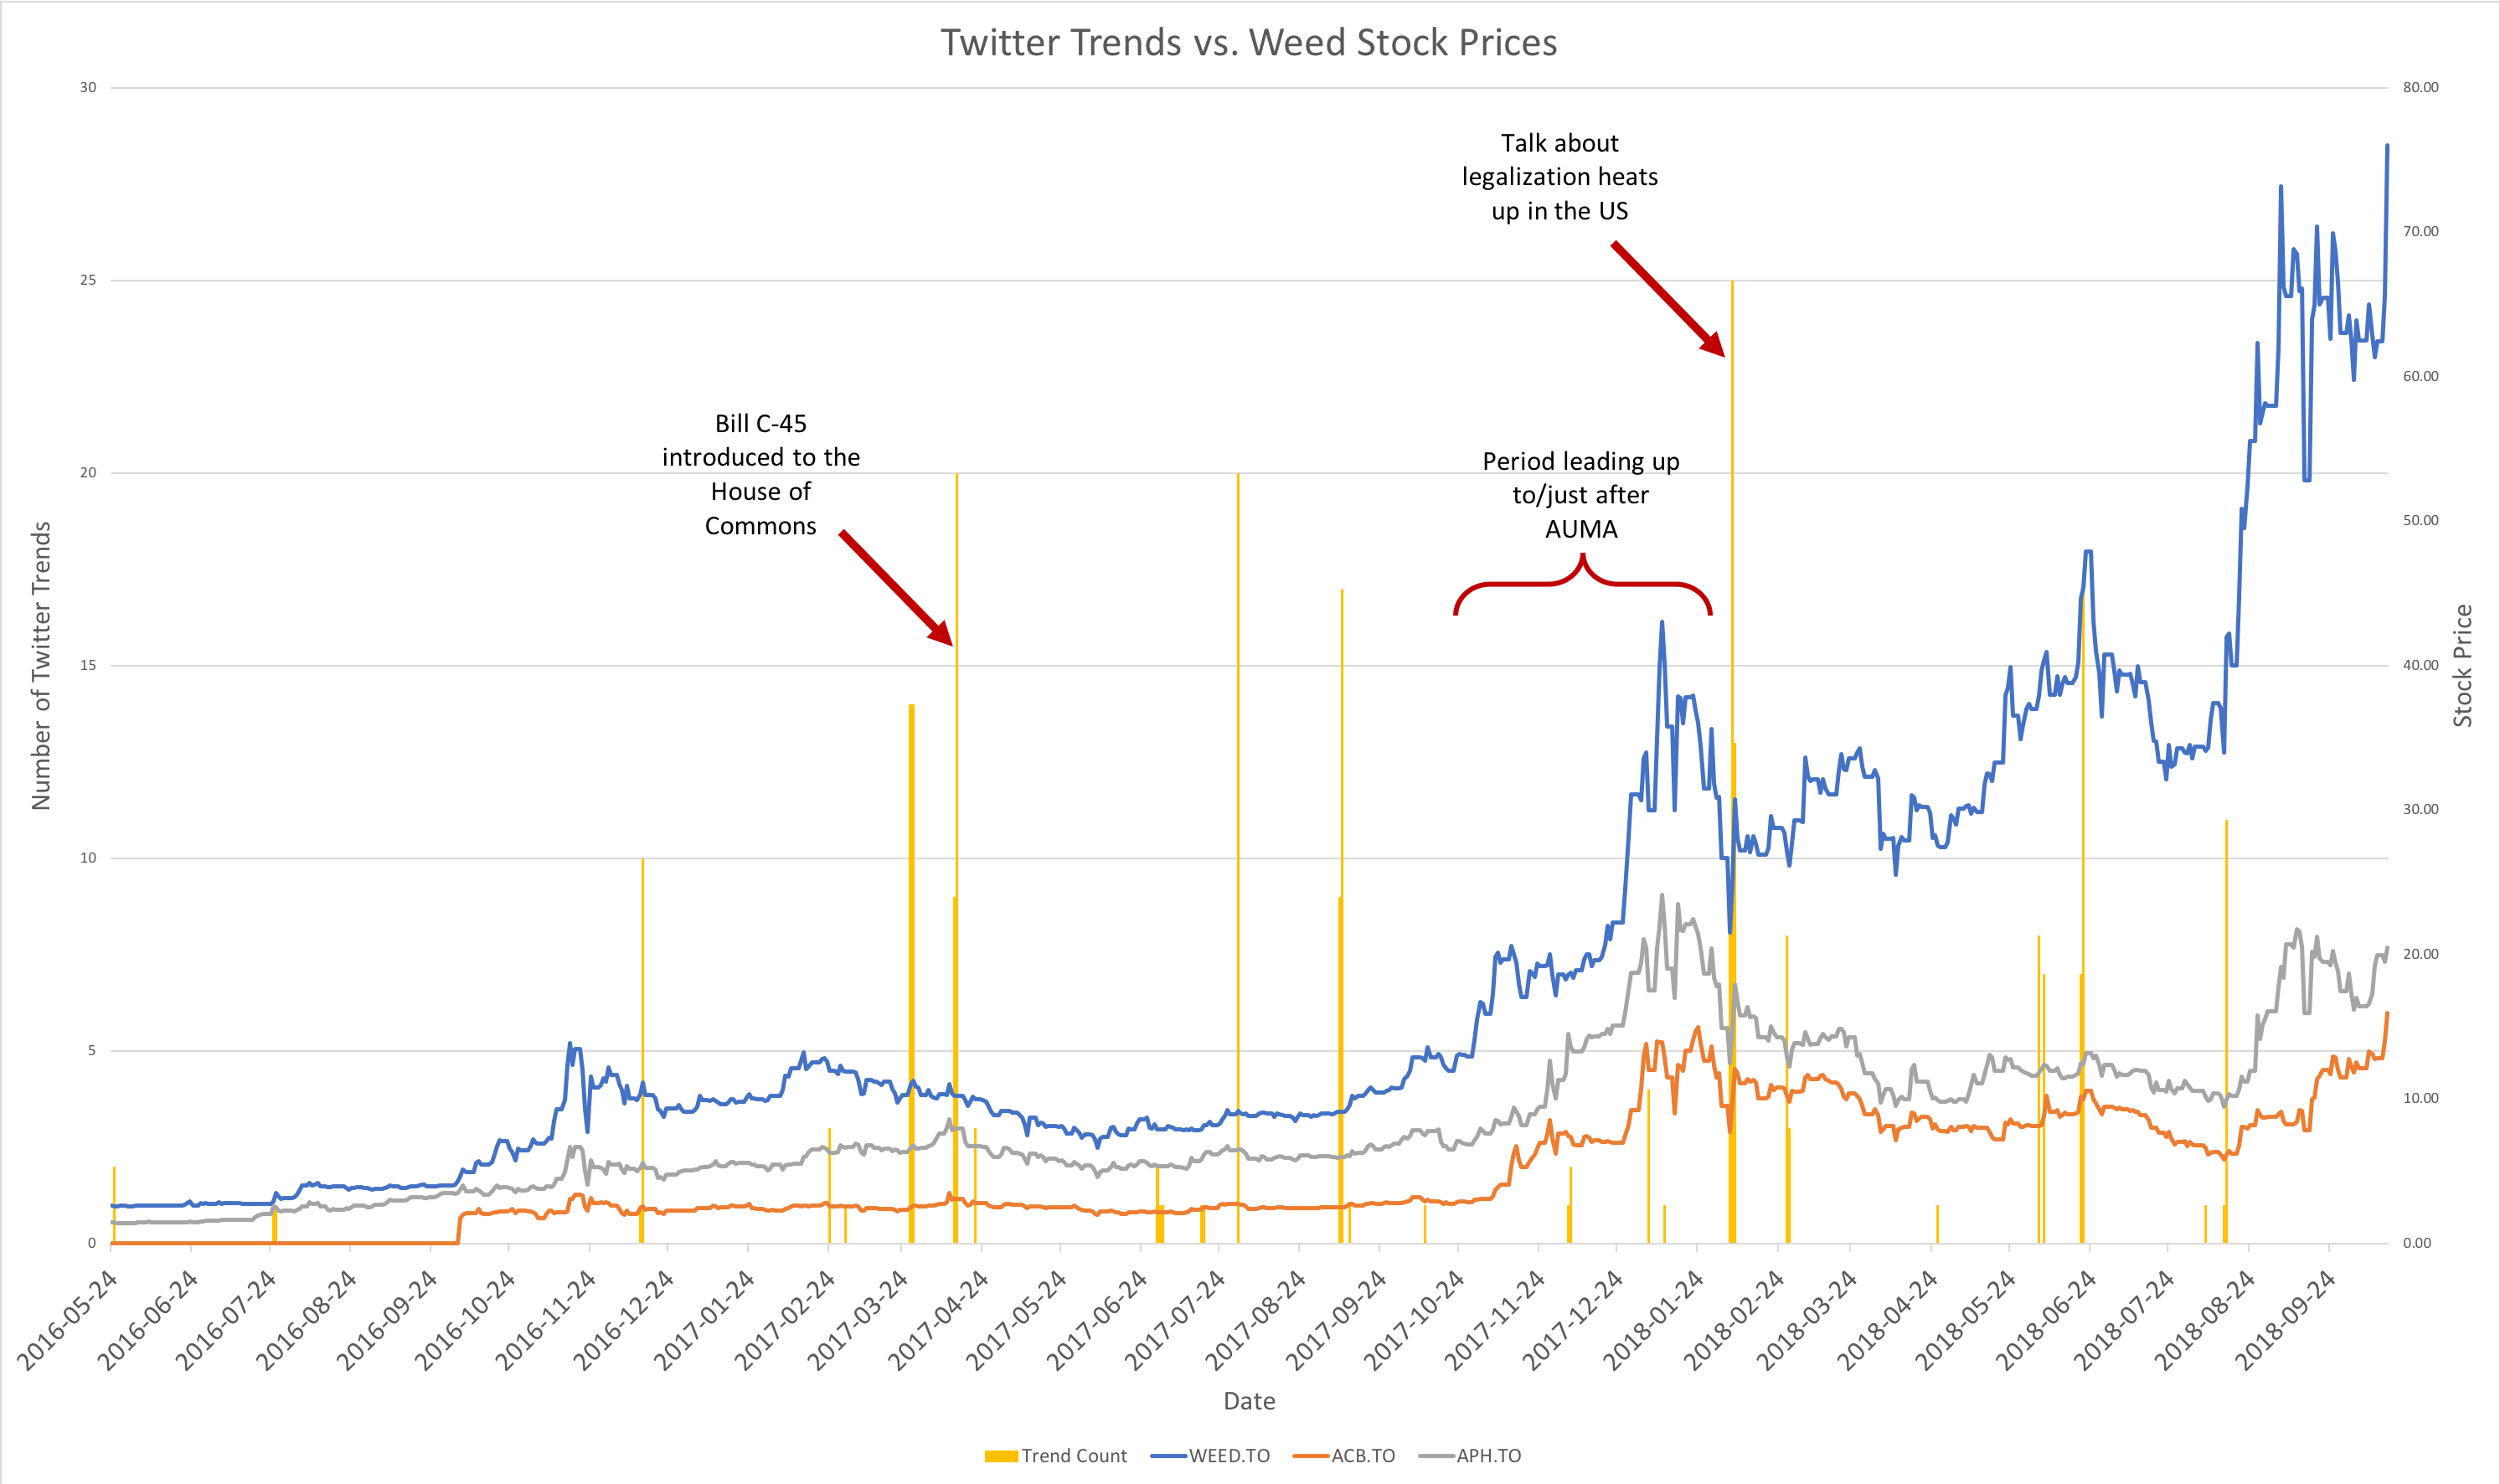 Twitter Trends vs. Weed Stock Prices
30
25
20
15
10
5
0
Number of Twitter Trends
80.00
70.00
60.00
50.00
40.00
30.00
20.00
10.00
0.00
Stock Price
Talk about
legalization heats
up in the US
Bill C-45
introduced to the
House of
Commons
Period leading up
to/just after
AUMA
2016-05-24
2016-06-24
2016-07-24
2016-08-24
2016-09-24
2016-10-24
2016-11-24
2016-12-24
2017-01-24
2017-02-24
2017-03-24
2017-04-24
2017-05-24
2017-06-24
2017-07-24
2017-08-24
2017-09-24
2017-10-24
2017-11-24
2017-12-24
2018-01-24
2018-02-24
2018-03-24
2018-04-24
2018-05-24
2018-06-24
2018-07-24
2018-08-24
2018-09-24
Date
Trend Count
WEED.TO
ACB.TO
APH.TO